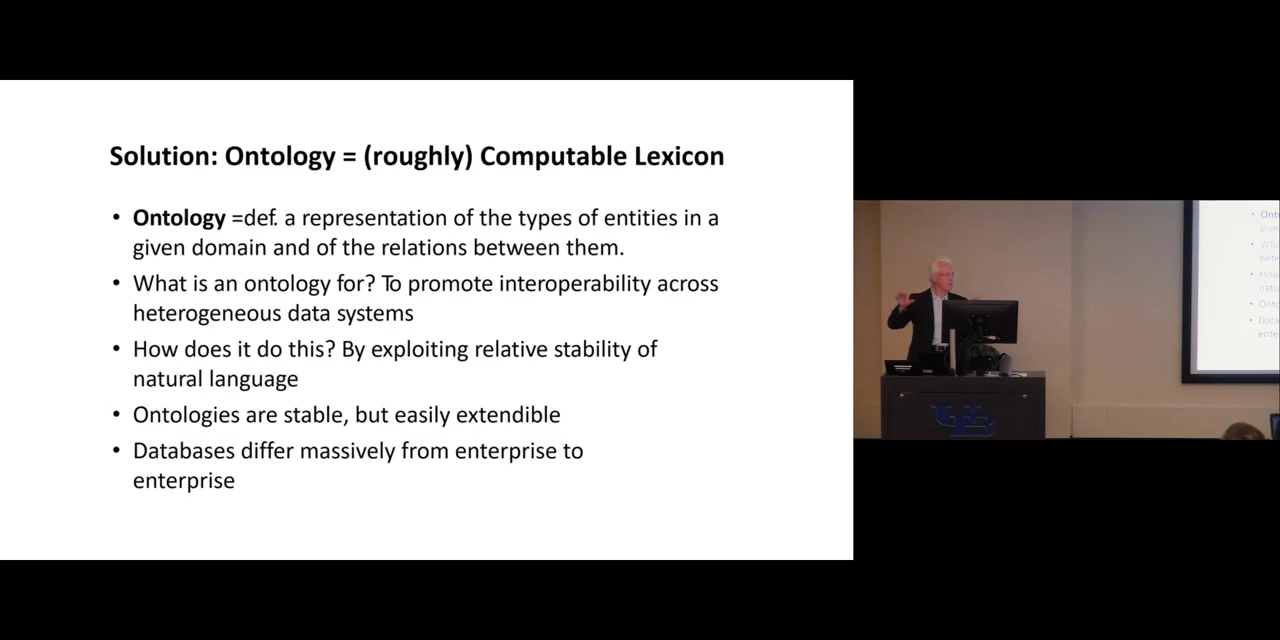 Solution: Ontology = (roughly) Computable Lexicon
• Ontology =def. a representation of the types of entities in a
given domain and of the relations between them.
• What is an ontology for? To promote interoperability across
heterogeneous data systems
• How does it do this? By exploiting relative stability of
natural language
• Ontologies are stable, but easily extendible
• Databases differ massively from enterprise to
enterprise
UB